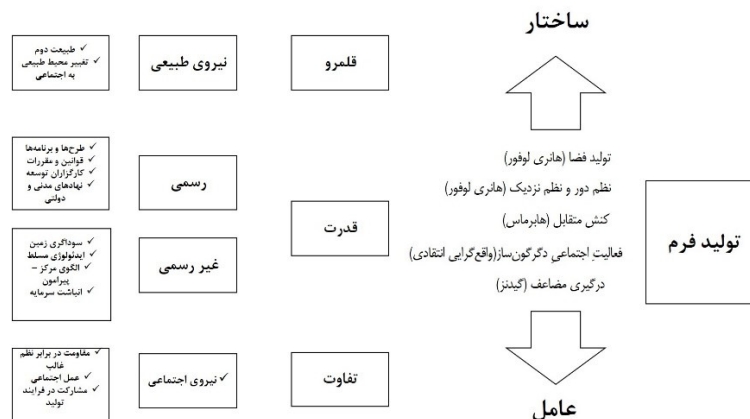 ساختار
تولید فضا (هانری لوفور)
نظم دور و نظم نزدیک (هانری لوفور)
کنش متقابل (هابرماس)
فعالیتِ اجتماعیِ دگرگون‌ساز(واقع‌گرایی انتقادی)
درگیری مضاعف (گیدنز)
عامل
تولید فرم
قلمرو
نیروی طبیعی
✓ طبیعت دوم
✓ تغییر محیط طبیعی
به اجتماعی
قدرت
رسمی
✓ طرح‌ها و برنامه‌ها
✓ قوانین و مقررات
✓ کارگزاران توسعه
✓ نهادهای مدنی و
دولتی
غیر رسمی
✓ سوداگری زمین
✓ ایدئولوژی مسلط
✓ الگوی مرکز –
پیرامون
✓ انباشت سرمایه
تفاوت
✓ نیروی اجتماعی
✓ مقاومت در برابر نظم
غالب
✓ عمل اجتماعی
✓ مشارکت در فرایند
تولید